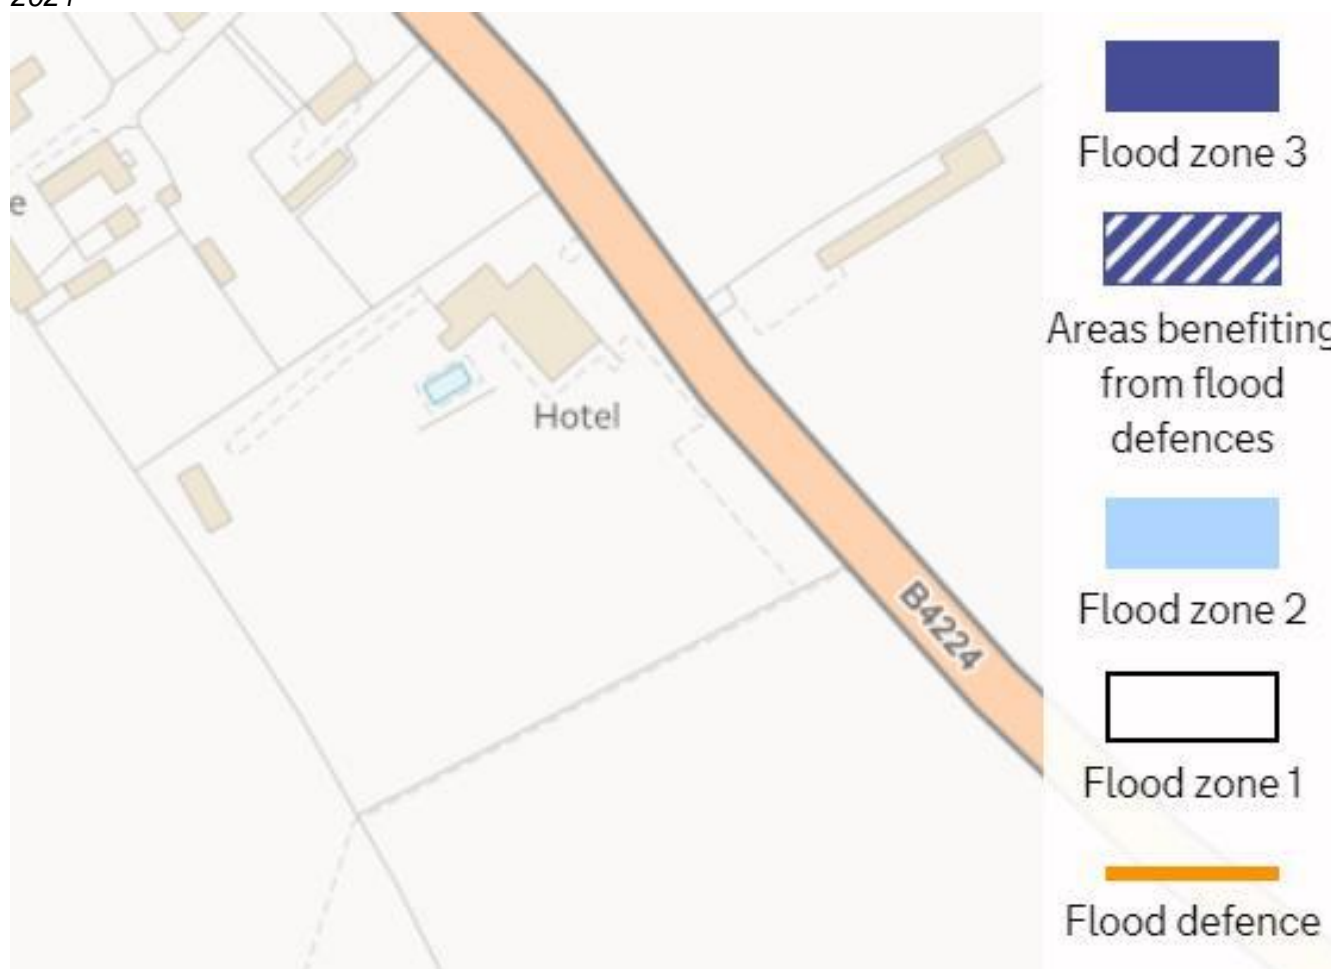 e
Hotel
B4224
Flood zone 3
Areas benefiting
from flood
defences
Flood zone 2
Flood zone 1
Flood defence